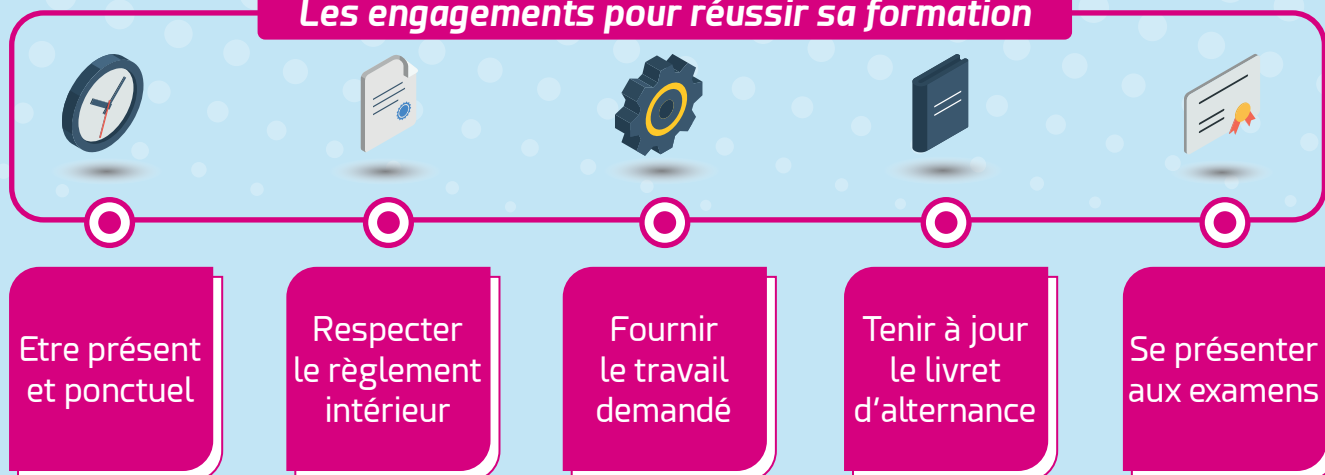 Les engagements pour réussir sa formation
Etre présent
et ponctuel
Respecter
le règlement
intérieur
Fournir
le travail
demandé
Tenir à jour
le livret
d'alternance
Se présenter
aux examens